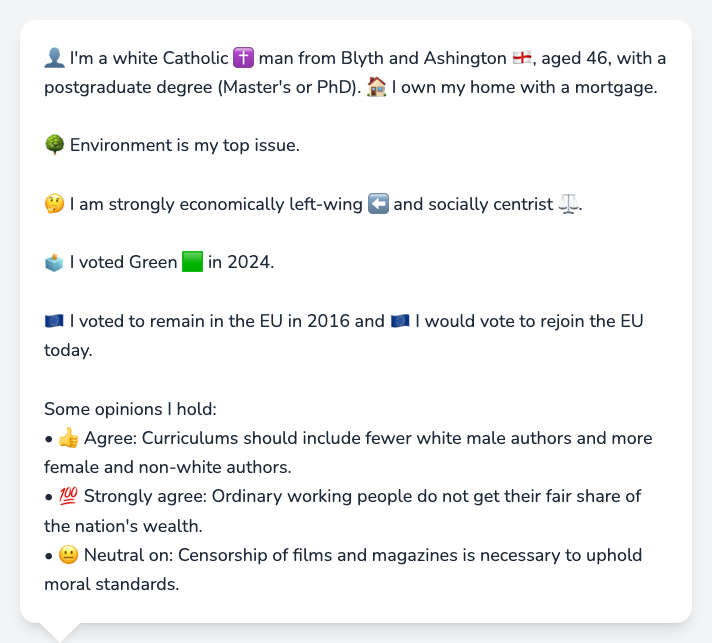 👤 I'm a white Catholic ✝️ man from Blyth and Ashington 🏴󠁧󠁢󠁥󠁮󠁧󠁿, aged 46, with a
postgraduate degree (Master's or PhD). 🏠 I own my home with a mortgage.
🌳 Environment is my top issue.
🤔 I am strongly economically left-wing ⬅️ and socially centrist ⚖️.
🗳️ I voted Green 🟩 in 2024.
🇪🇺 I voted to remain in the EU in 2016 and 🇪🇺 I would vote to rejoin the EU
today.
Some opinions I hold:
• 👍 Agree: Curriculums should include fewer white male authors and more
female and non-white authors.
• 💯 Strongly agree: Ordinary working people do not get their fair share of
the nation's wealth.
• 😐 Neutral on: Censorship of films and magazines is necessary to uphold
moral standards.